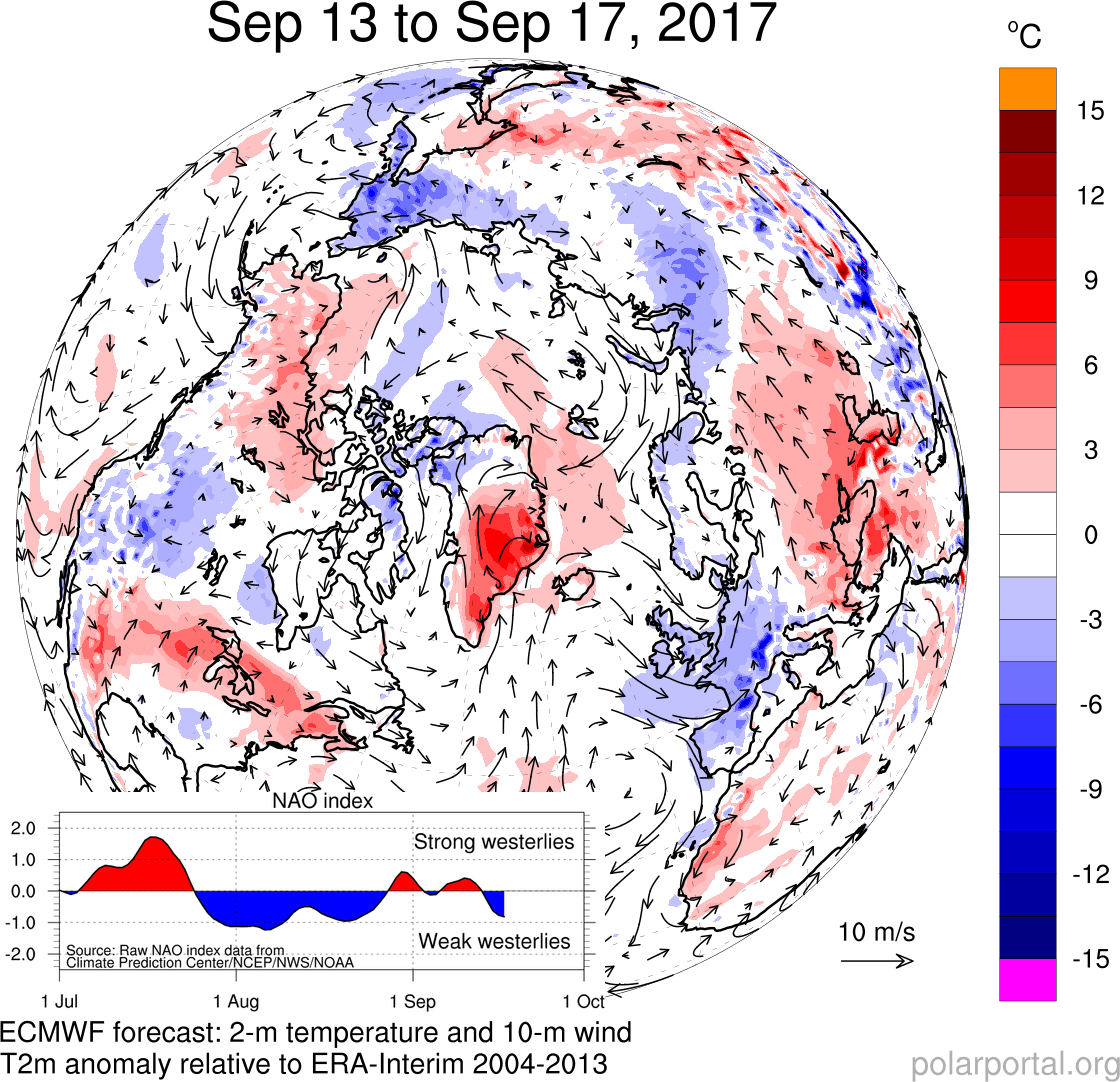 Sep 13 to Sep 17, 2017
oC
15
12
9
6
3
0
-3
-6
-9
-12
-15
10 m/s
NAO index
2.0
1.0
0.0
-1.0
-2.0
Strong westerlies
Weak westerlies
Source: Raw NAO index data from
Climate Prediction Center/NCEP/NWS/NOAA
1 Jul
1 Aug
1 Sep
1 Oct
ECMWF forecast: 2-m temperature and 10-m wind
T2m anomaly relative to ERA-Interim 2004-2013
polarportal.org